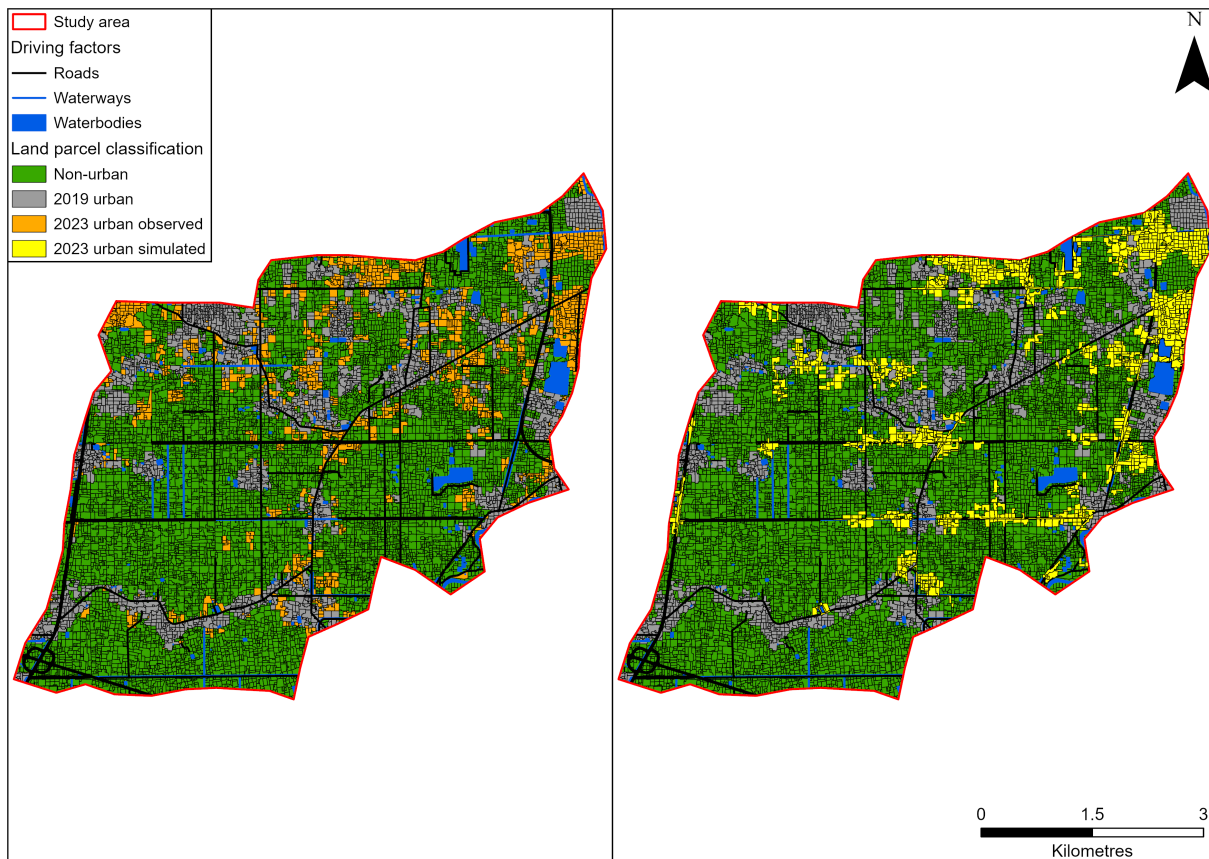 Study area
Driving factors
Roads
Waterways
Waterbodies
Land parcel classification
Non-urban
2019 urban
2023 urban observed
2023 urban simulated
N
0 1.5 3
Kilometres